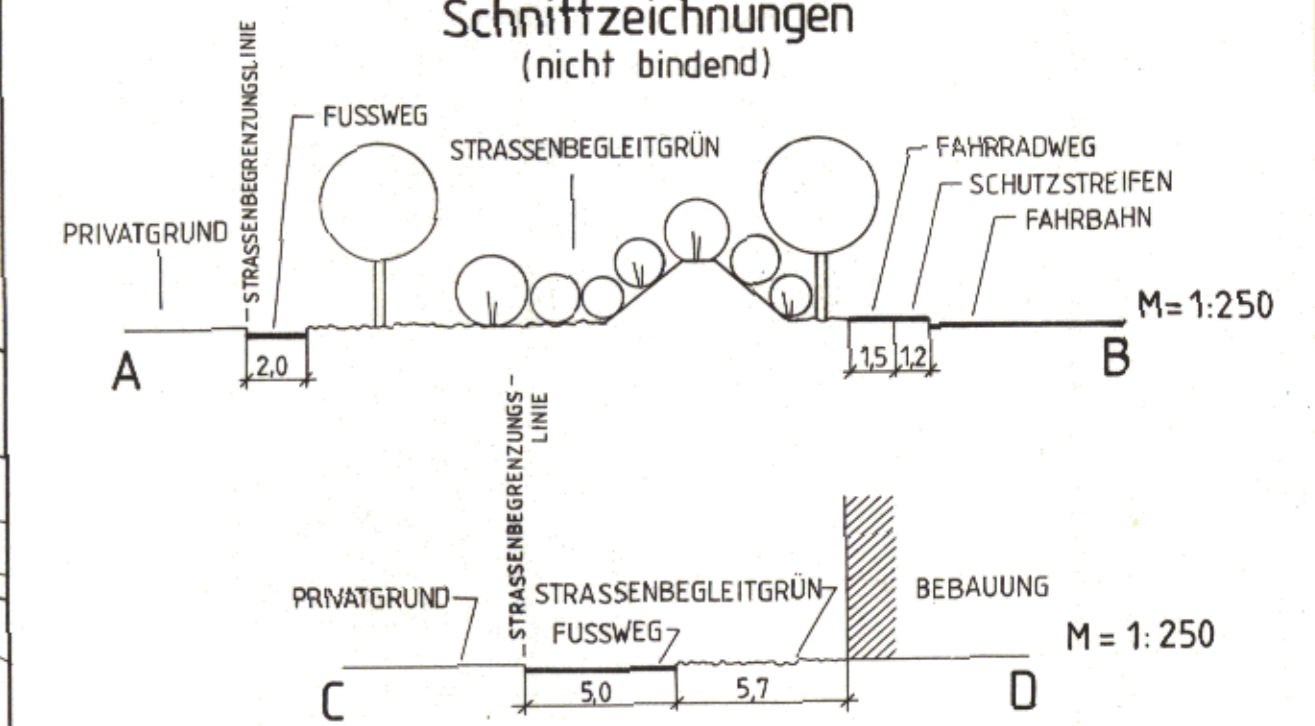 Schnittzeichnungen
(nicht bindend)
STRASSENBEGRENZUNGSLINIE
FUSSWEG
STRASSENBEGLEITGRÜN
FAHRRADWEG
SCHUTZSTREIFEN
FAHRBAHN
PRIVATGRUND
M=1:250
A
2,0
1,5
1,2
B
STRASSENBEGRENZUNGS-
LINIE
PRIVATGRUND
STRASSENBEGLEITGRÜN
BEBAUUNG
FUSSWEG
M = 1: 250
C
5,0
5,7
D